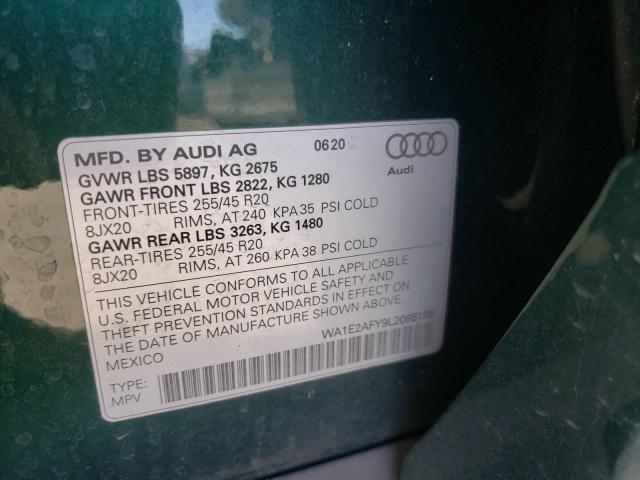 MFD. BY AUDI AG 0620
GVWR LBS 5897, KG 2675
GAWR FRONT LBS 2822, KG 1280
FRONT-TIRES 255/45 R20
8JX20 RIMS, AT 240 KPA 35 PSI COLD
GAWR REAR LBS 3263, KG 1480
REAR-TIRES 255/45 R20
8JX20 RIMS, AT 260 KPA 38 PSI COLD
Audi
THIS VEHICLE CONFORMS TO ALL APPLICABLE
U.S. FEDERAL MOTOR VEHICLE SAFETY AND
THEFT PREVENTION STANDARDS IN EFFECT ON
THE DATE OF MANUFACTURE SHOWN ABOVE.
MEXICO
WA1E2AFY9L2088195
TYPE:
MPV